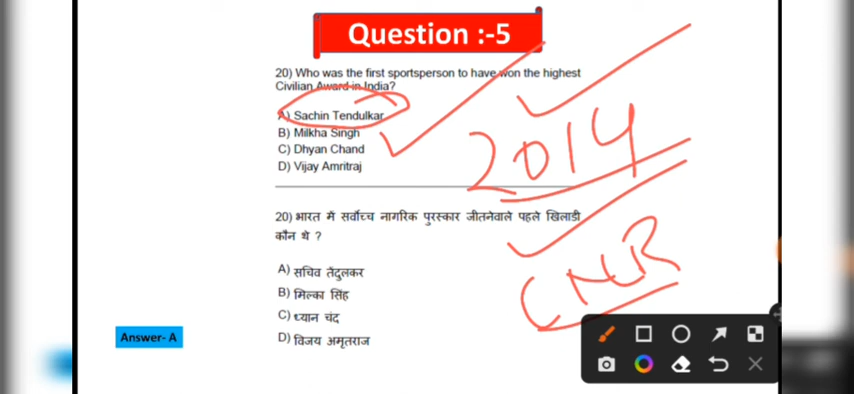 Question :-5
20) Who was the first sportsperson to have won the highest
Civilian Award in India?
A) Sachin Tendulkar
B) Milkha Singh
C) Dhyan Chand
D) Vijay Amritraj
2014
20) भारत में सर्वोच्च नागरिक पुरस्कार जीतनेवाले पहले खिलाडी
कौन थे ?
CNR
A) सचिव तेंदुलकर
B) मिल्का सिंह
C) ध्यान चंद
D) विजय अमृतराज
Answer- A